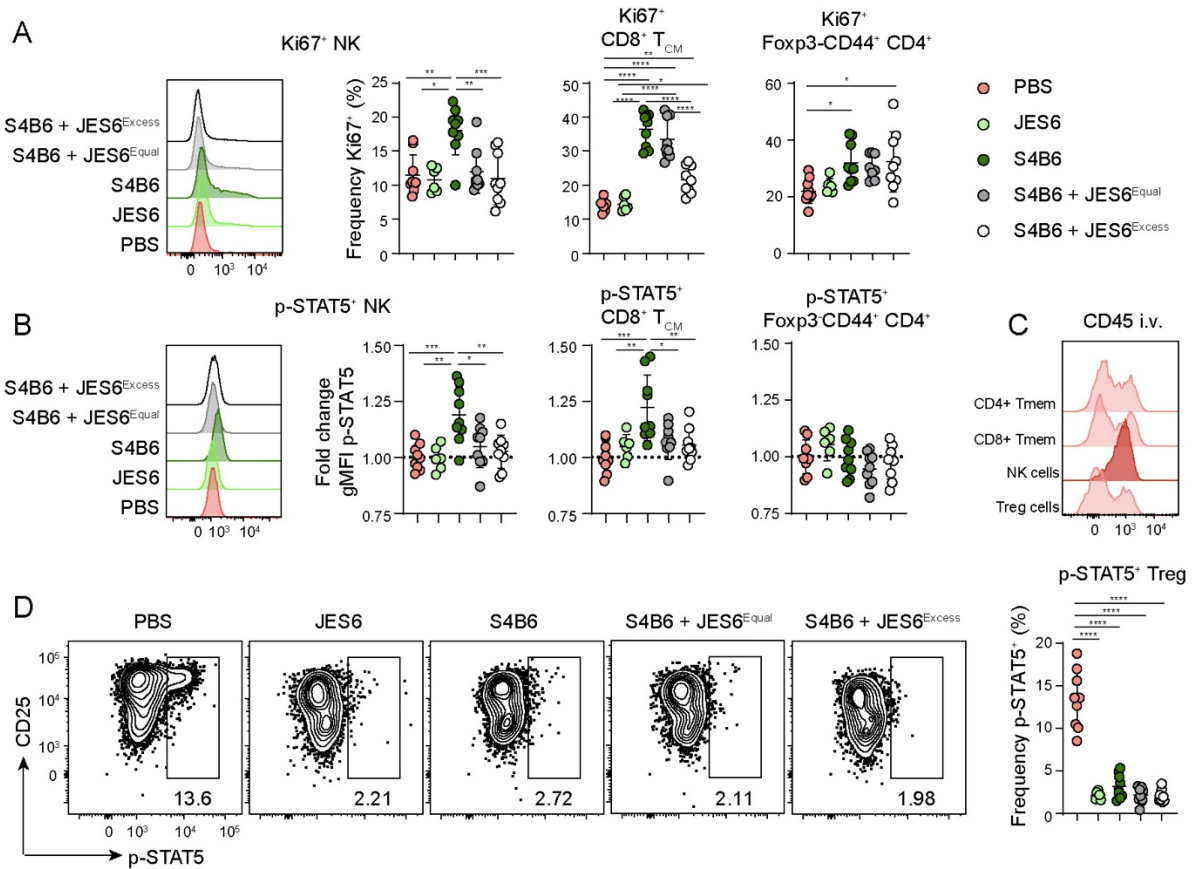 A
Ki67⁺ NK
S4B6 + JES6^Excess
S4B6 + JES6^Equal
S4B6
JES6
PBS
0 10³ 10⁴
Frequency Ki67⁺ (%)
25
20
15
10
5
0
** *** * **
Ki67⁺
CD8⁺ T_CM
50
40
30
20
10
0
**
****
**** *
****
**** ****
****
Ki67⁺
Foxp3-CD44⁺ CD4⁺
60
40
20
0
*
*
PBS
JES6
S4B6
S4B6 + JES6^Equal
S4B6 + JES6^Excess
B
p-STAT5⁺ NK
S4B6 + JES6^Excess
S4B6 + JES6^Equal
S4B6
JES6
PBS
0 10³ 10⁴
Fold change
gMFI p-STAT5
1.50
1.25
1.00
0.75
*** **
** *
p-STAT5⁺
CD8⁺ T_CM
1.50
1.25
1.00
0.75
*** **
** *
p-STAT5⁺
Foxp3⁻CD44⁺ CD4⁺
1.50
1.25
1.00
0.75
C
CD45 i.v.
CD4+ Tmem
CD8+ Tmem
NK cells
Treg cells
0 10³ 10⁴
D
PBS
JES6
S4B6
S4B6 + JES6^Equal
S4B6 + JES6^Excess
10⁵
10⁴
10³
0
CD25
13.6
2.21
2.72
2.11
1.98
0 10³ 10⁴ 10⁵
p-STAT5
p-STAT5⁺ Treg
Frequency p-STAT5⁺ (%)
20
15
10
5
0
****
****
****
****